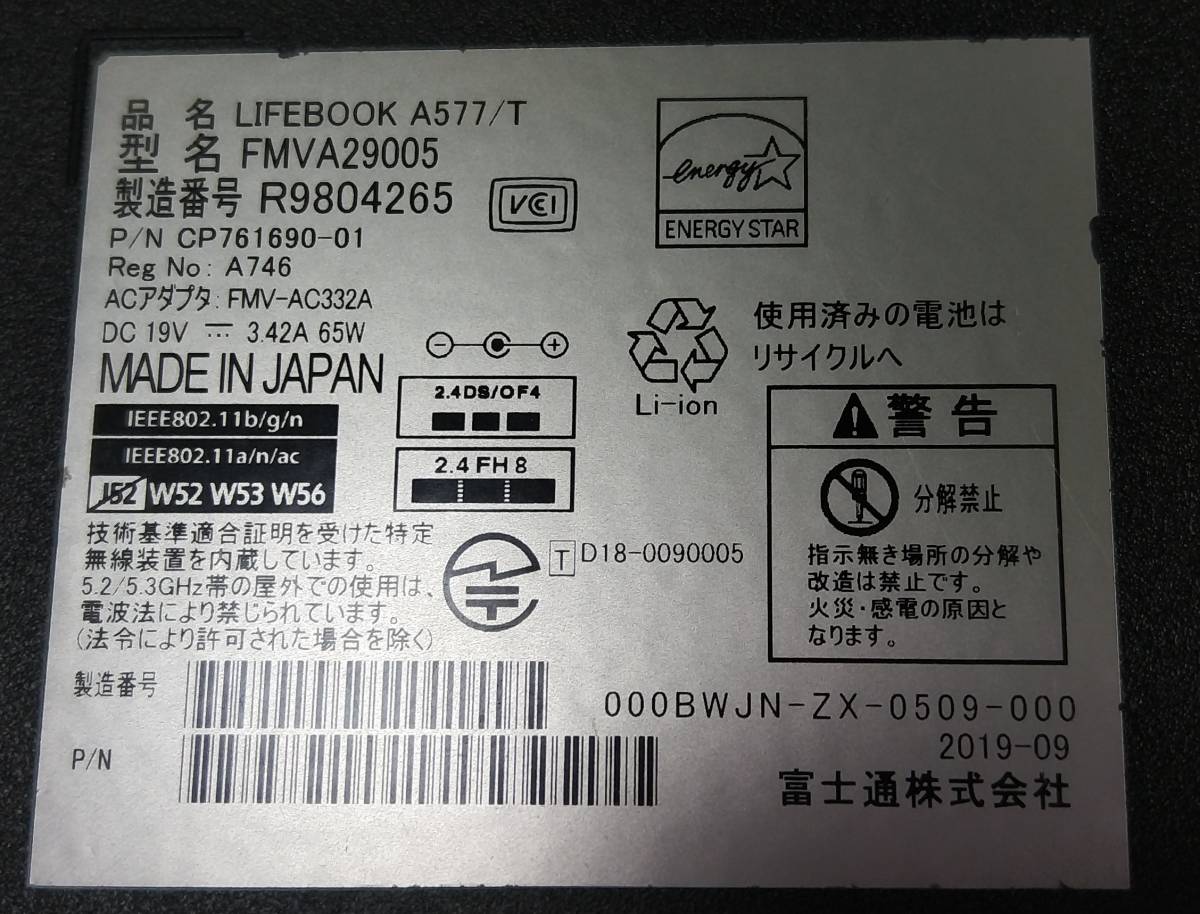 品 名 LIFEBOOK A577/T
型 名 FMVA29005
製造番号 R9804265
VCCI
P/N CP761690-01
Reg No: A746
ACアダプタ: FMV-AC332A
DC 19V ⎓ 3.42A 65W
MADE IN JAPAN
IEEE802.11b/g/n
IEEE802.11a/n/ac
J52 W52 W53 W56
2.4DS/OF4
2.4FH8
技術基準適合証明を受けた特定
無線装置を内蔵しています。
5.2/5.3GHz帯の屋外での使用は、
電波法により禁じられています。
(法令により許可された場合を除く)
T D18-0090005
製造番号
P/N
energy
ENERGY STAR
使用済みの電池は
リサイクルへ
Li-ion
警告
分解禁止
指示無き場所の分解や
改造は禁止です。
火災・感電の原因と
なります。
000BWJN-ZX-0509-000
2019-09
富士通株式会社